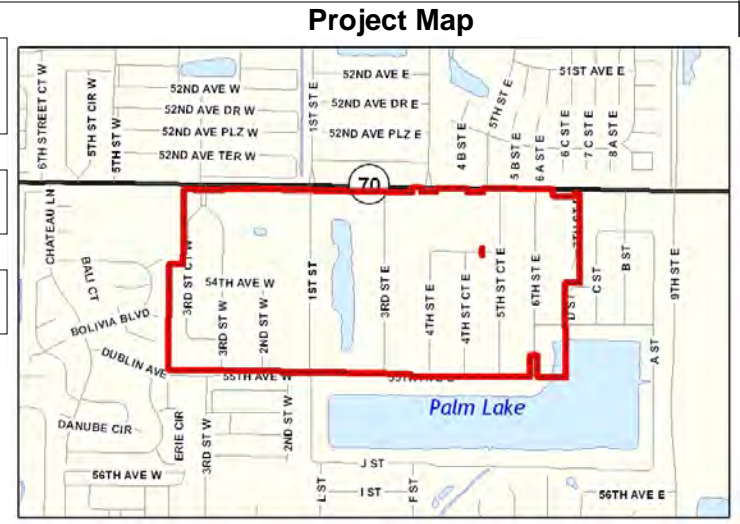 Project Map
6TH STREET CT W
5TH ST CIR W
5TH ST W
52ND AVE W
52ND AVE DR W
52ND AVE PLZ W
52ND AVE TER W
1ST ST E
52ND AVE E
52ND AVE DR E
52ND AVE PLZ E
4 B ST E
5TH ST E
5 B ST E
6 A ST E
51ST AVE E
6 C ST E
7 C ST E
8 A ST E
70
CHATEAU LN
BALI CT
BOLIVIA BLVD
DUBLIN AVE
DANUBE CIR
ERIE CIR
56TH AVE W
3RD ST CT W
54TH AVE W
3RD ST W
2ND ST W
1ST ST
3RD ST E
4TH ST E
4TH ST CT E
5TH ST CT E
6TH ST E
D ST
C ST
B ST
9TH ST E
A ST
55TH AVE W
Palm Lake
3RD ST W
2ND ST W
J ST
L ST
I ST
F ST
56TH AVE E